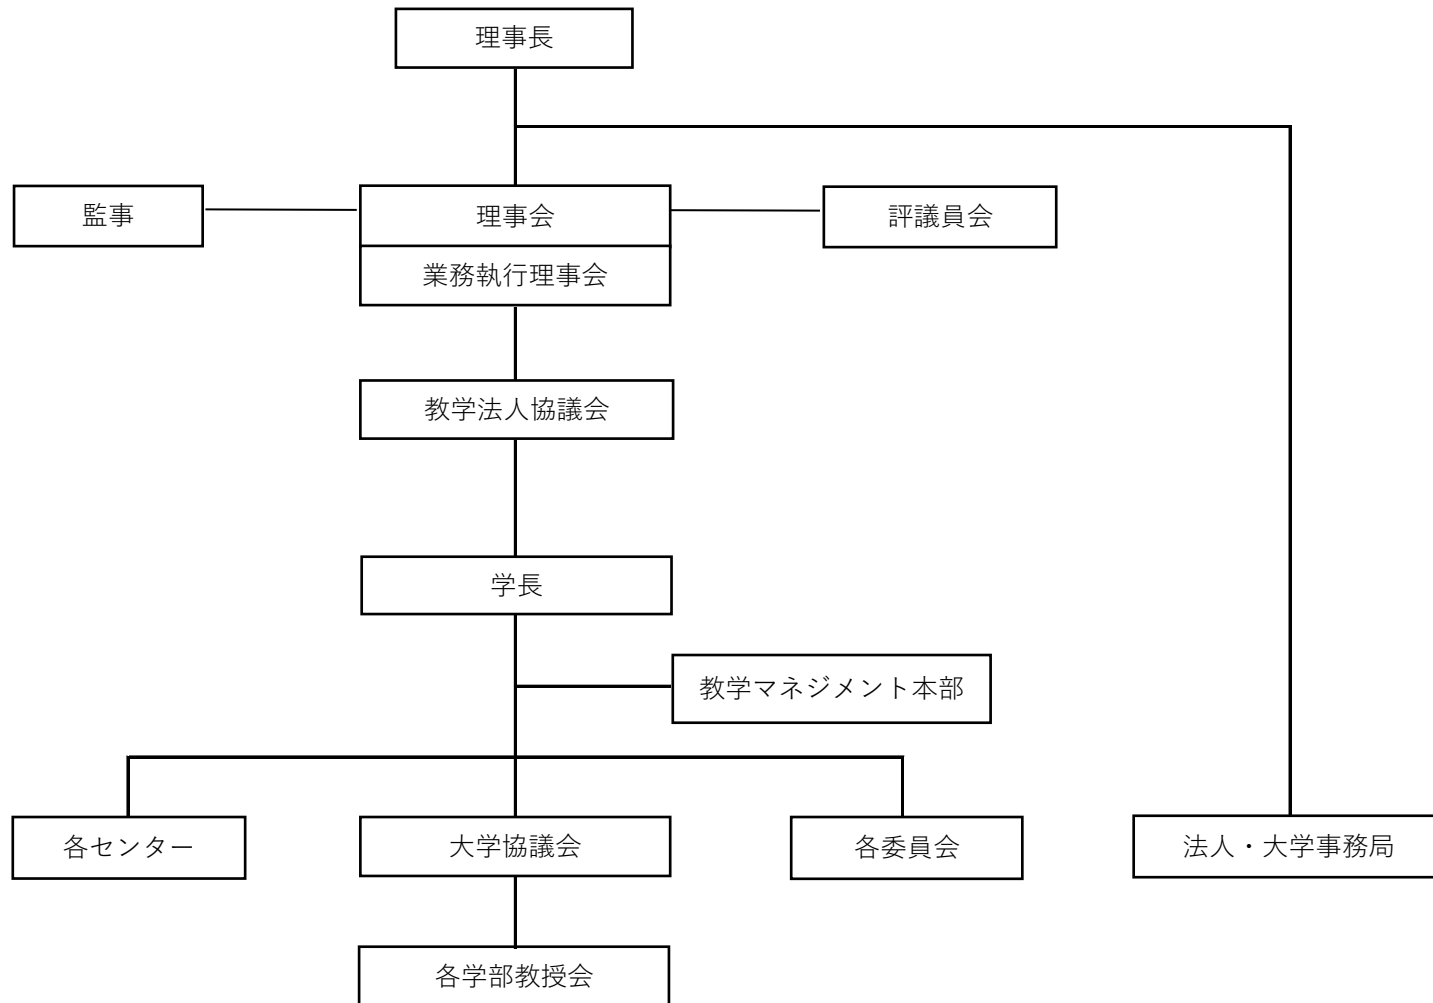 理事長
監事
理事会
評議員会
業務執行理事会
教学法人協議会
学長
教学マネジメント本部
各センター
大学協議会
各委員会
法人・大学事務局
各学部教授会